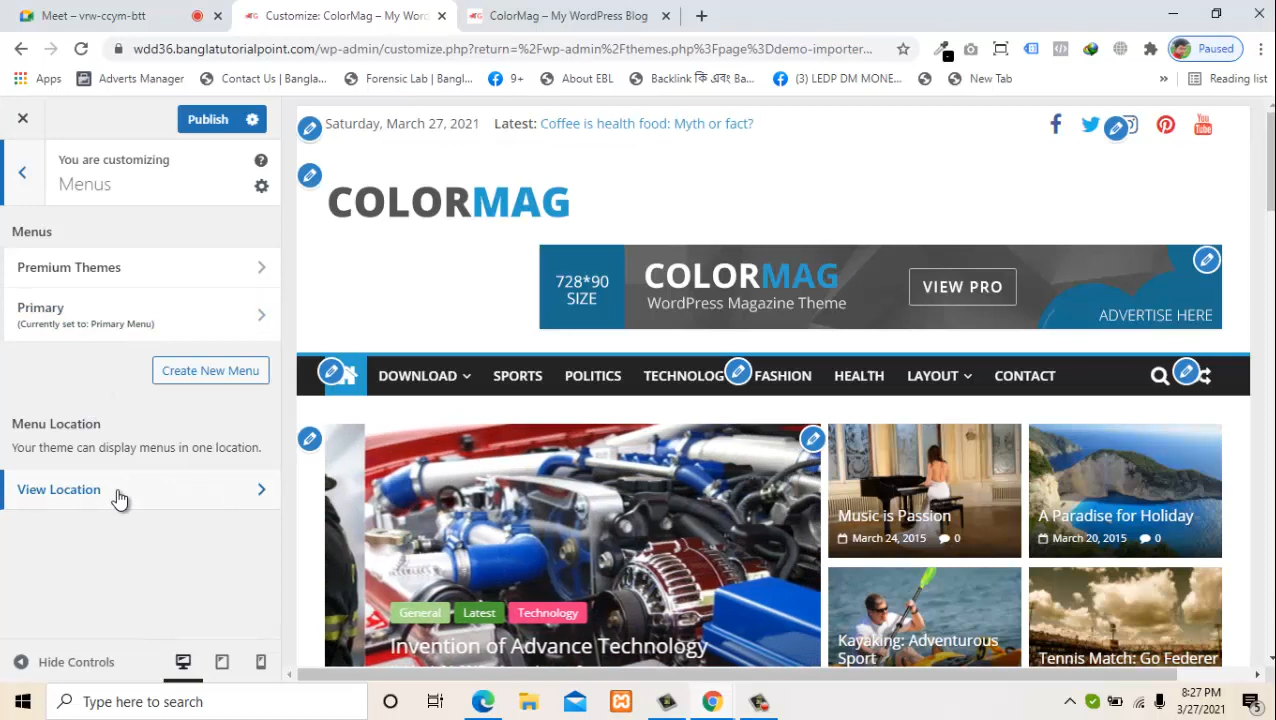 Meet – vrw-ccym-btt
Customize: ColorMag – My WordPr
ColorMag – My WordPress Blog
wdd36.banglatutorialpoint.com/wp-admin/customize.php?return=%2Fwp-admin%2Fthemes.php%3Fpage%3Ddemo-importer...
Paused
Apps
Adverts Manager
Contact Us | Bangla...
Forensic Lab | Bangl...
9+
About EBL
Backlink কি এবং Ba...
(3) LEDP DM MONE...
New Tab
»
Reading list
Publish
You are customizing
Menus
Menus
Premium Themes
Primary
(Currently set to: Primary Menu)
Create New Menu
Menu Location
Your theme can display menus in one location.
View Location
Hide Controls
Saturday, March 27, 2021
Latest: Coffee is health food: Myth or fact?
You
Tube
COLORMAG
728*90
SIZE
COLORMAG
WordPress Magazine Theme
VIEW PRO
ADVERTISE HERE
DOWNLOAD
SPORTS
POLITICS
TECHNOLOG
FASHION
HEALTH
LAYOUT
CONTACT
General
Latest
Technology
Invention of Advance Technology
Music is Passion
March 24, 2015
0
A Paradise for Holiday
March 20, 2015
0
Kayaking: Adventurous
Sport
Tennis Match: Go Federer
Type here to search
8:27 PM
3/27/2021
5